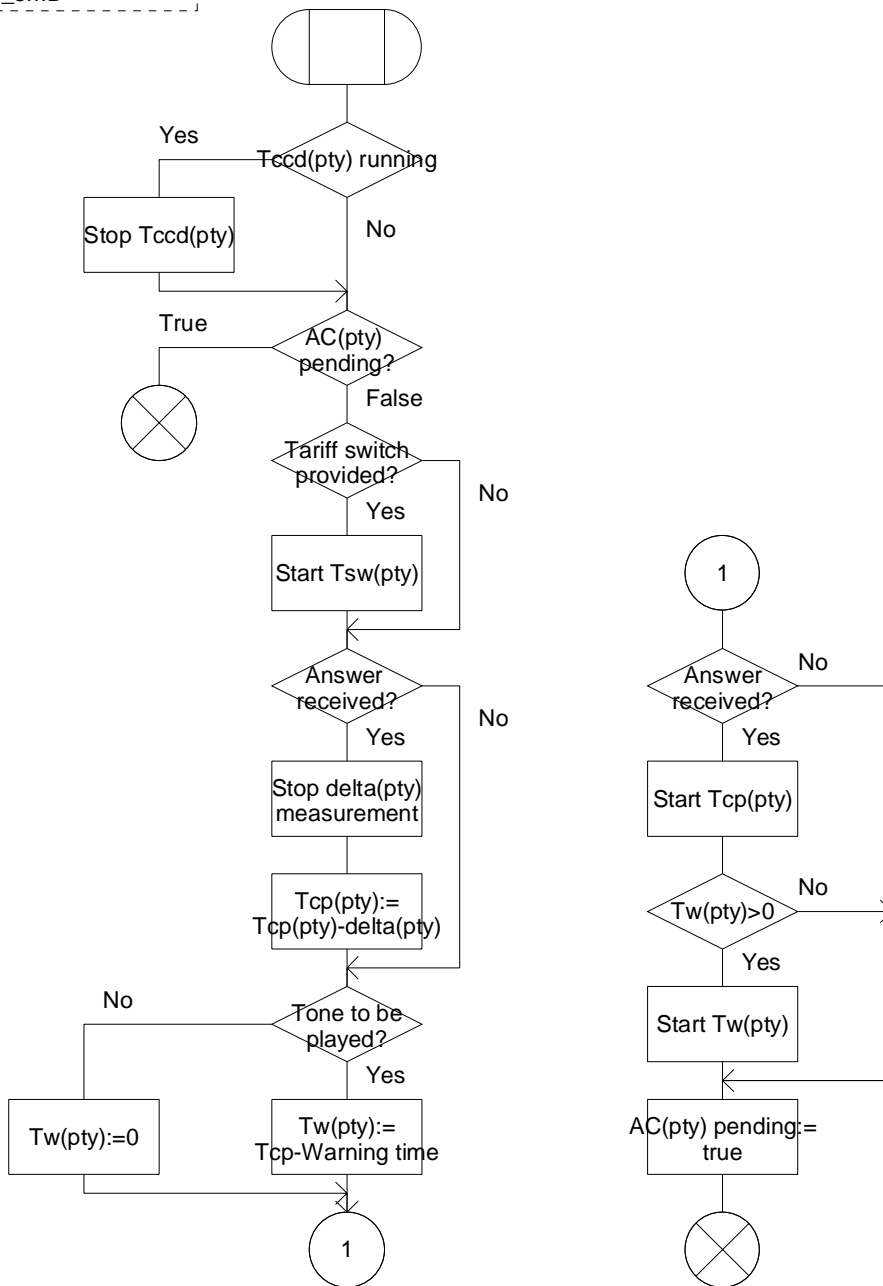 Yes
Tccd(pty) running
Stop Tccd(pty)
No
True
AC(pty)
pending?
False
Tariff switch
provided?
No
Yes
Start Tsw(pty)
Answer
received?
No
Yes
Stop delta(pty)
measurement
Tcp(pty):=
Tcp(pty)-delta(pty)
No
Tone to be
played?
Yes
Tw(pty):=0
Tw(pty):=
Tcp-Warning time
1
1
Answer
received?
No
Yes
Start Tcp(pty)
Tw(pty)>0
No
Yes
Start Tw(pty)
AC(pty) pending:=
true